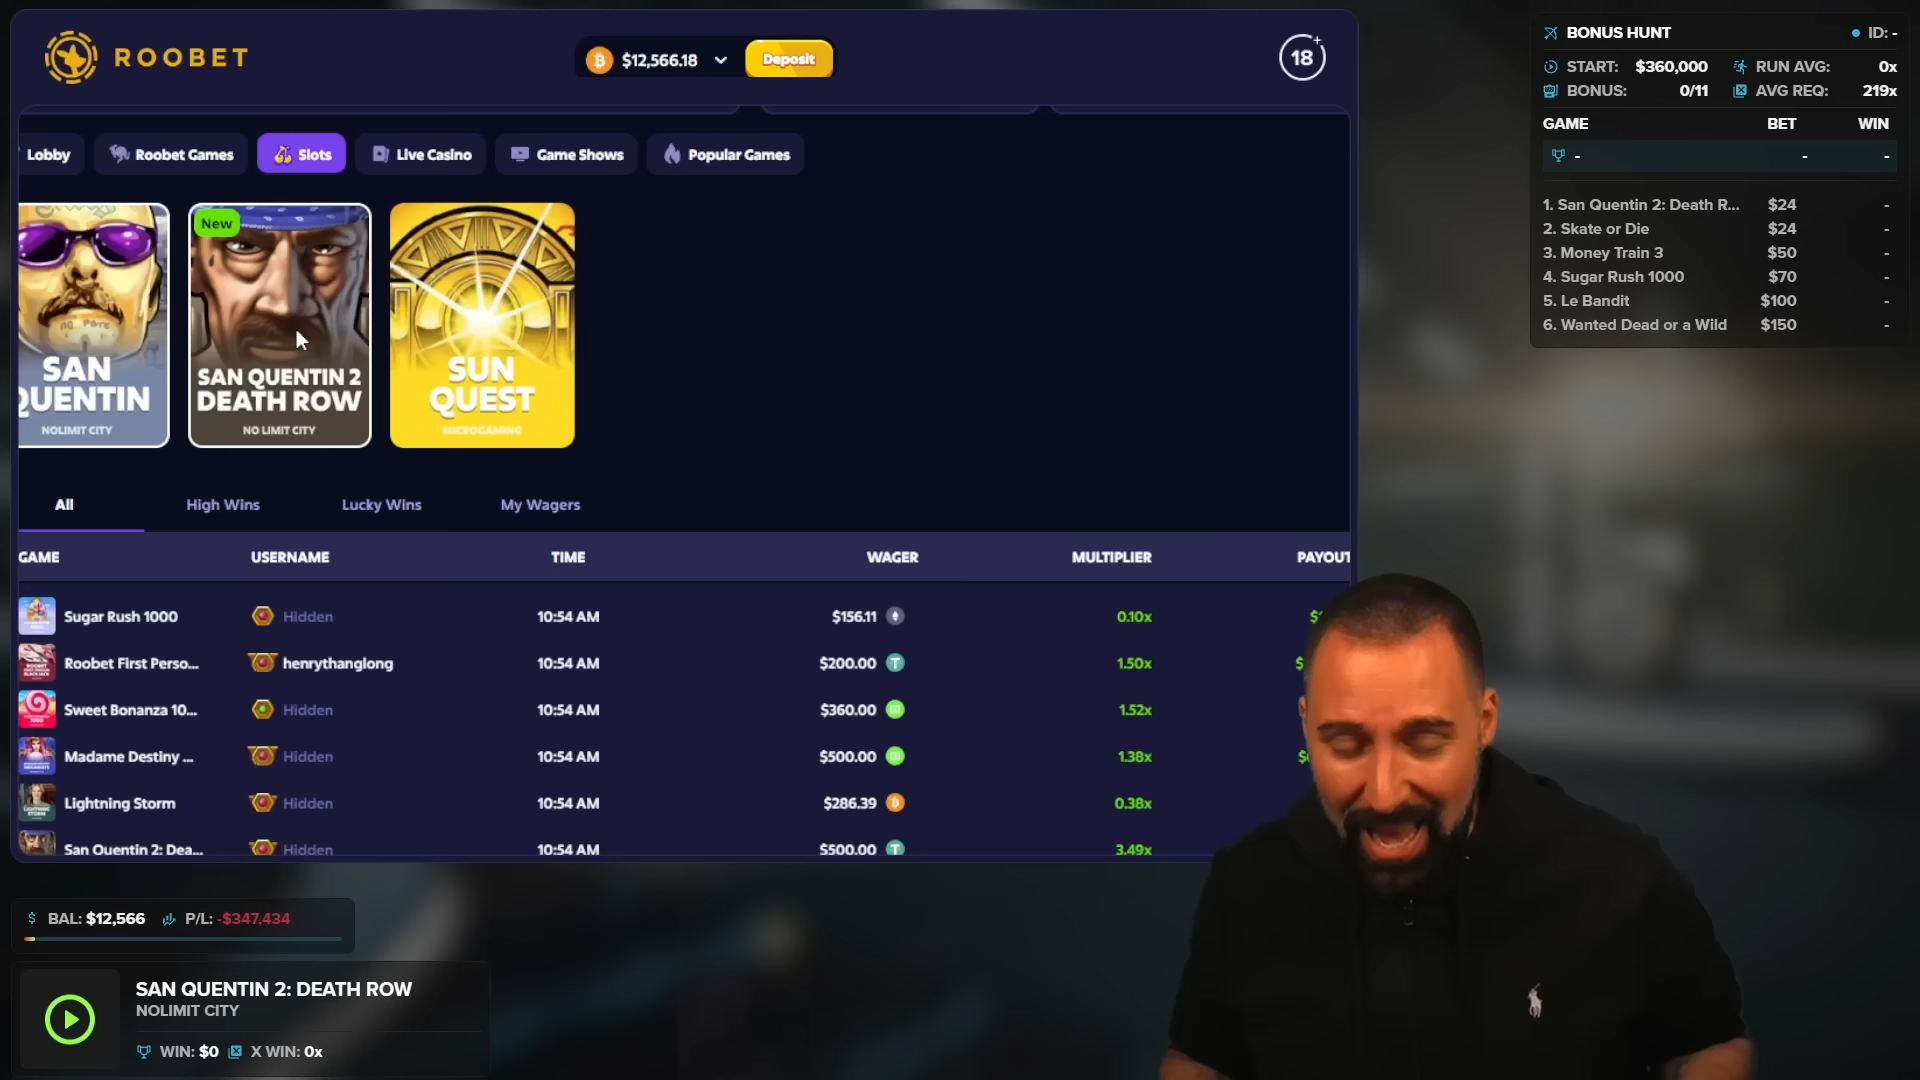 ROOBET
$12,566.18
Deposit
18+
Lobby
Roobet Games
Slots
Live Casino
Game Shows
Popular Games
NO PAYE
SAN
QUENTIN
NOLIMIT CITY
New
SAN QUENTIN 2
DEATH ROW
NO LIMIT CITY
SUN
QUEST
MICROGAMING
All
High Wins
Lucky Wins
My Wagers
GAME USERNAME TIME WAGER MULTIPLIER PAYOUT
Sugar Rush 1000 Hidden 10:54 AM $156.11 0.10x
Roobet First Perso... henrythanglong 10:54 AM $200.00 1.50x $
Sweet Bonanza 10... Hidden 10:54 AM $360.00 1.52x
Madame Destiny ... Hidden 10:54 AM $500.00 1.38x
Lightning Storm Hidden 10:54 AM $286.39 0.38x
San Quentin 2: Dea... Hidden 10:54 AM $500.00 3.49x
BAL: $12,566 P/L: -$347,434
SAN QUENTIN 2: DEATH ROW
NOLIMIT CITY
WIN: $0 X WIN: 0x
BONUS HUNT ID: -
START: $360,000 RUN AVG: 0x
BONUS: 0/11 AVG REQ: 219x
GAME BET WIN
- - -
1. San Quentin 2: Death R... $24 -
2. Skate or Die $24 -
3. Money Train 3 $50 -
4. Sugar Rush 1000 $70 -
5. Le Bandit $100 -
6. Wanted Dead or a Wild $150 -